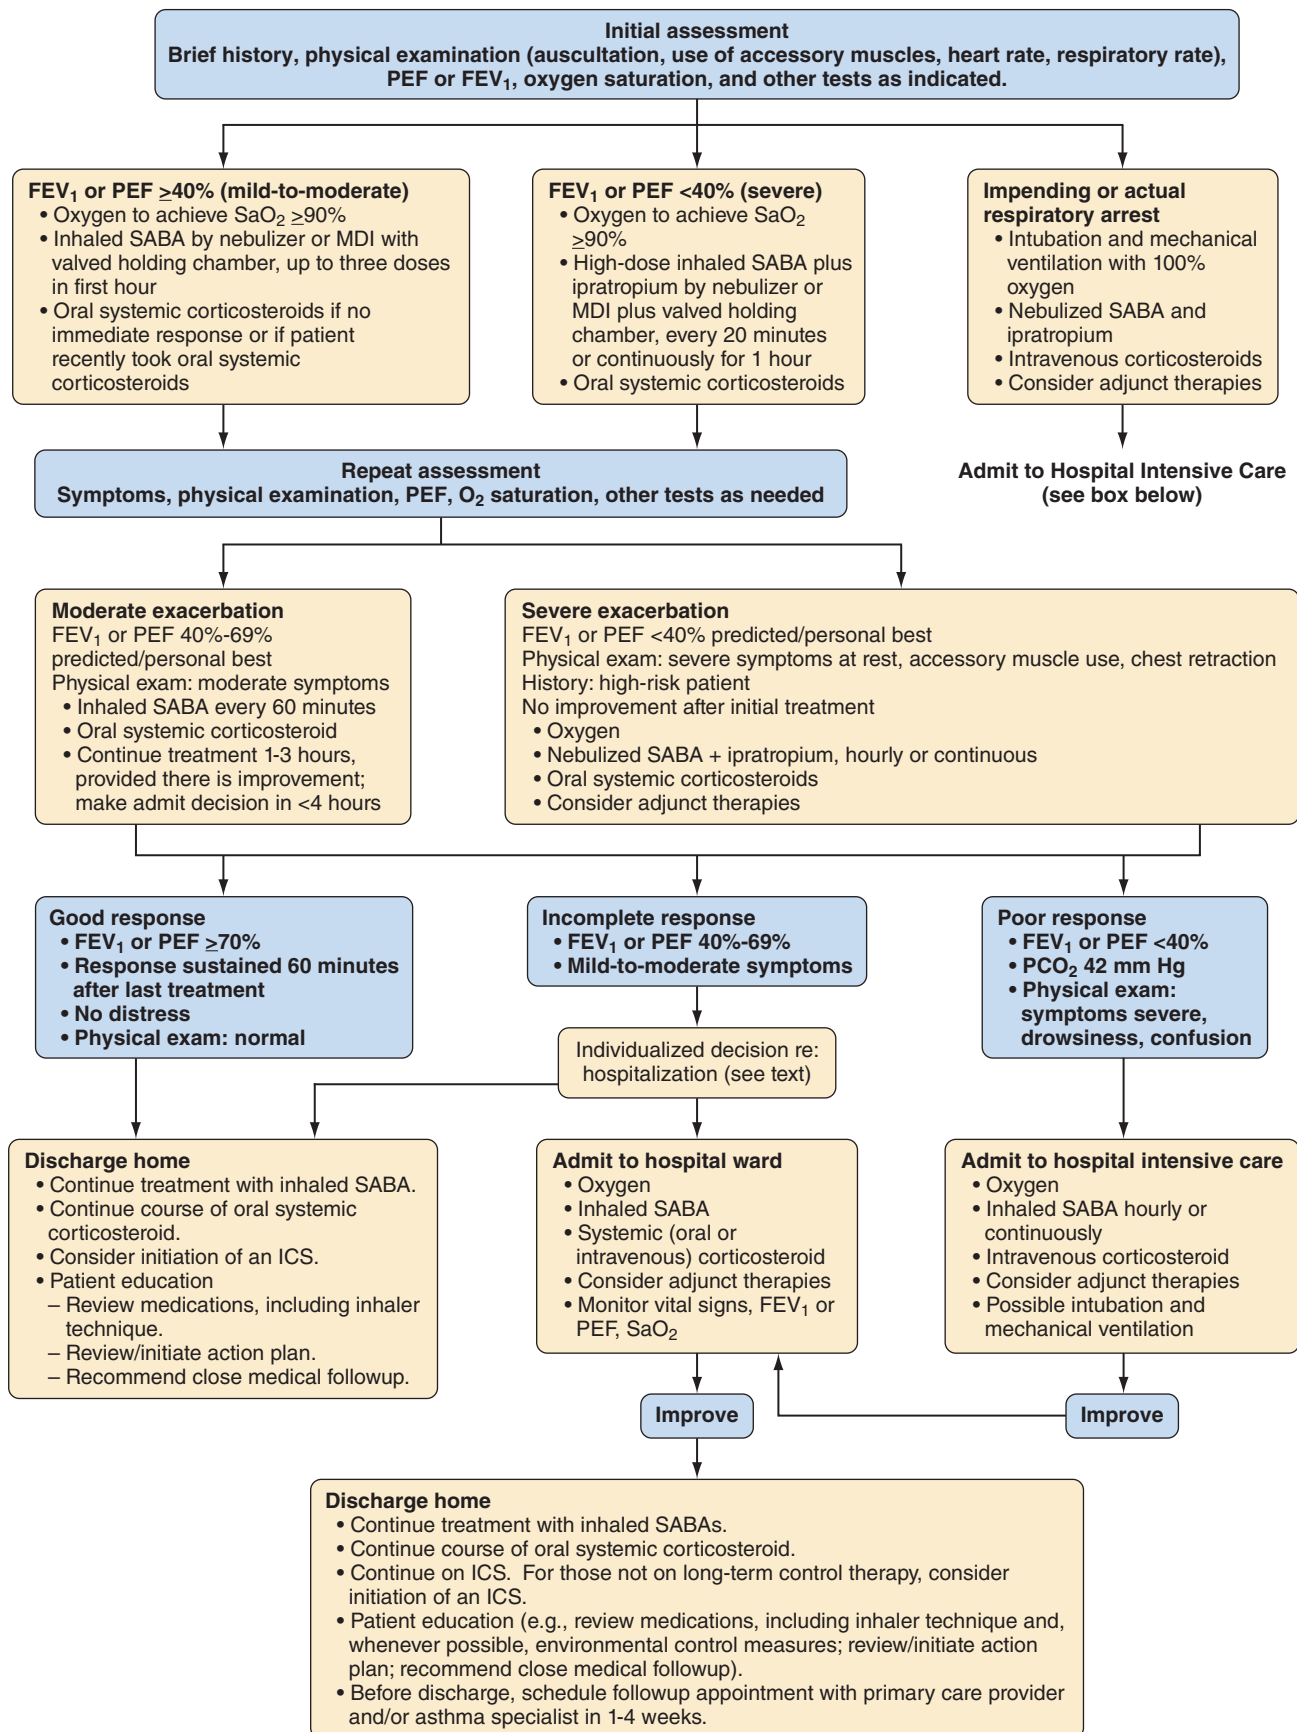 Initial assessment
Brief history, physical examination (auscultation, use of accessory muscles, heart rate, respiratory rate),
PEF or FEV₁, oxygen saturation, and other tests as indicated.
FEV₁ or PEF ≥40% (mild-to-moderate)
• Oxygen to achieve SaO₂ ≥90%
• Inhaled SABA by nebulizer or MDI with
valved holding chamber, up to three doses
in first hour
• Oral systemic corticosteroids if no
immediate response or if patient
recently took oral systemic
corticosteroids
FEV₁ or PEF <40% (severe)
• Oxygen to achieve SaO₂
≥90%
• High-dose inhaled SABA plus
ipratropium by nebulizer or
MDI plus valved holding
chamber, every 20 minutes
or continuously for 1 hour
• Oral systemic corticosteroids
Impending or actual
respiratory arrest
• Intubation and mechanical
ventilation with 100%
oxygen
• Nebulized SABA and
ipratropium
• Intravenous corticosteroids
• Consider adjunct therapies
Repeat assessment
Symptoms, physical examination, PEF, O₂ saturation, other tests as needed
Admit to Hospital Intensive Care
(see box below)
Moderate exacerbation
FEV₁ or PEF 40%-69%
predicted/personal best
Physical exam: moderate symptoms
• Inhaled SABA every 60 minutes
• Oral systemic corticosteroid
• Continue treatment 1-3 hours,
provided there is improvement;
make admit decision in <4 hours
Severe exacerbation
FEV₁ or PEF <40% predicted/personal best
Physical exam: severe symptoms at rest, accessory muscle use, chest retraction
History: high-risk patient
No improvement after initial treatment
• Oxygen
• Nebulized SABA + ipratropium, hourly or continuous
• Oral systemic corticosteroids
• Consider adjunct therapies
Good response
• FEV₁ or PEF ≥70%
• Response sustained 60 minutes
after last treatment
• No distress
• Physical exam: normal
Incomplete response
• FEV₁ or PEF 40%-69%
• Mild-to-moderate symptoms
Poor response
• FEV₁ or PEF <40%
• PCO₂ 42 mm Hg
• Physical exam:
symptoms severe,
drowsiness, confusion
Individualized decision re:
hospitalization (see text)
Discharge home
• Continue treatment with inhaled SABA.
• Continue course of oral systemic
corticosteroid.
• Consider initiation of an ICS.
• Patient education
– Review medications, including inhaler
technique.
– Review/initiate action plan.
– Recommend close medical followup.
Admit to hospital ward
• Oxygen
• Inhaled SABA
• Systemic (oral or
intravenous) corticosteroid
• Consider adjunct therapies
• Monitor vital signs, FEV₁ or
PEF, SaO₂
Admit to hospital intensive care
• Oxygen
• Inhaled SABA hourly or
continuously
• Intravenous corticosteroid
• Consider adjunct therapies
• Possible intubation and
mechanical ventilation
Improve
Improve
Discharge home
• Continue treatment with inhaled SABAs.
• Continue course of oral systemic corticosteroid.
• Continue on ICS. For those not on long-term control therapy, consider
initiation of an ICS.
• Patient education (e.g., review medications, including inhaler technique and,
whenever possible, environmental control measures; review/initiate action
plan; recommend close medical followup).
• Before discharge, schedule followup appointment with primary care provider
and/or asthma specialist in 1-4 weeks.